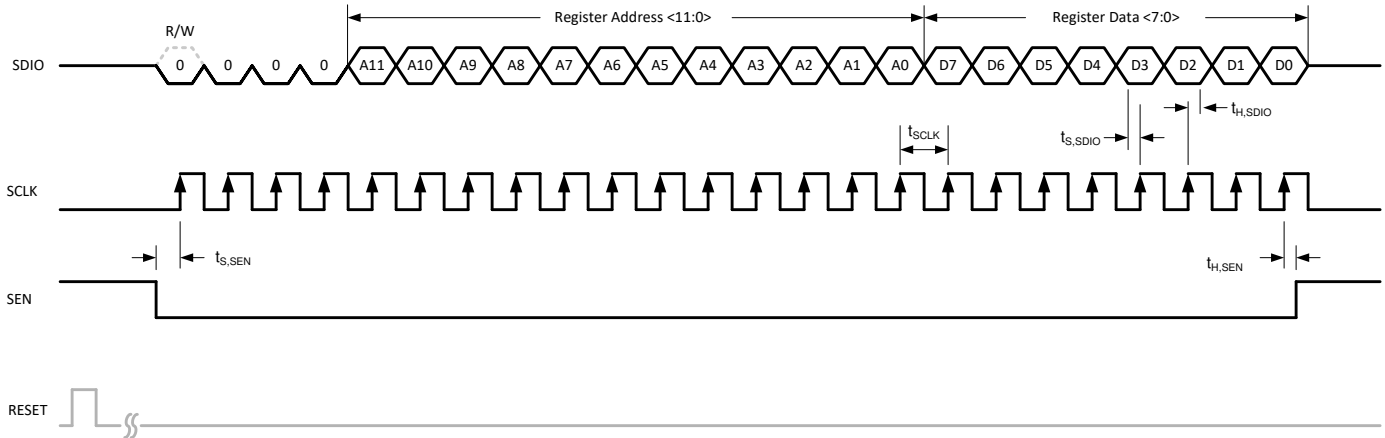 Register Address <11:0> Register Data <7:0>
R/W
SDIO 0 0 0 0 A11 A10 A9 A8 A7 A6 A5 A4 A3 A2 A1 A0 D7 D6 D5 D4 D3 D2 D1 D0
tH,SDIO
tSCLK tS,SDIO
SCLK
tS,SEN tH,SEN
SEN
RESET